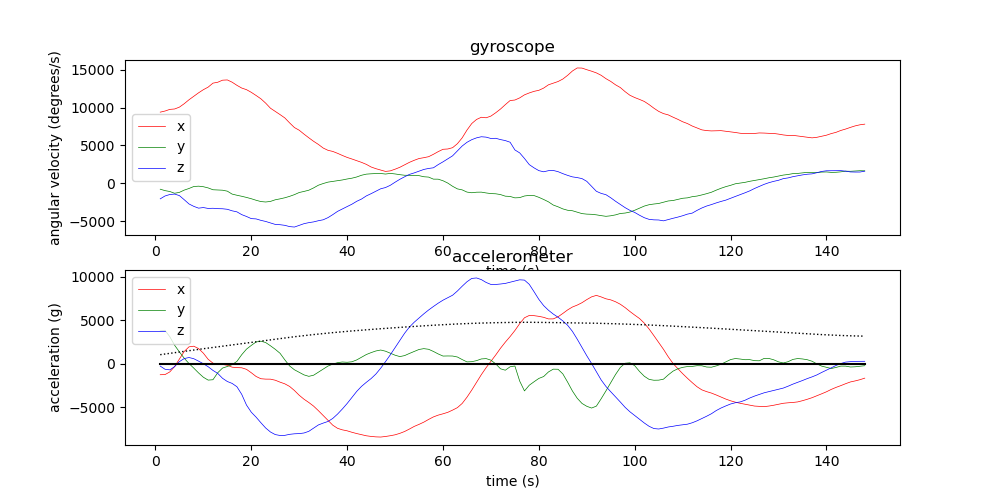 gyroscope
angular velocity (degrees/s)
15000
10000
5000
0
−5000
x
y
z
0 20 40 60 80 100 120 140
time (s)
accelerometer
acceleration (g)
10000
5000
0
−5000
x
y
z
0 20 40 60 80 100 120 140
time (s)